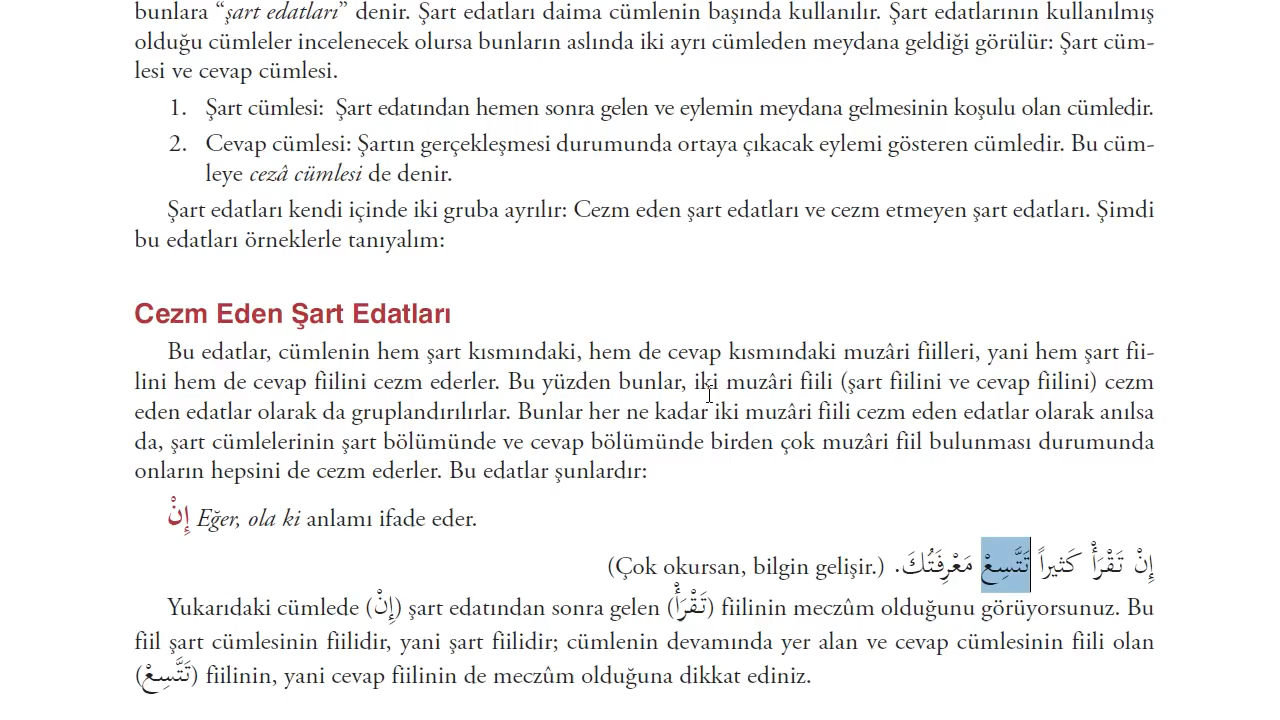 bunlara “şart edatları” denir. Şart edatları daima cümlenin başında kullanılır. Şart edatlarının kullanılmış
olduğu cümleler incelenecek olursa bunların aslında iki ayrı cümleden meydana geldiği görülür: Şart cüm-
lesi ve cevap cümlesi.
1. Şart cümlesi: Şart edatından hemen sonra gelen ve eylemin meydana gelmesinin koşulu olan cümledir.
2. Cevap cümlesi: Şartın gerçekleşmesi durumunda ortaya çıkacak eylemi gösteren cümledir. Bu cüm-
leye cezâ cümlesi de denir.
Şart edatları kendi içinde iki gruba ayrılır: Cezm eden şart edatları ve cezm etmeyen şart edatları. Şimdi
bu edatları örneklerle tanıyalım:
Cezm Eden Şart Edatları
Bu edatlar, cümlenin hem şart kısmındaki, hem de cevap kısmındaki muzâri fiilleri, yani hem şart fii-
lini hem de cevap fiilini cezm ederler. Bu yüzden bunlar, iki muzâri fiili (şart fiilini ve cevap fiilini) cezm
eden edatlar olarak da gruplandırılırlar. Bunlar her ne kadar iki muzâri fiili cezm eden edatlar olarak anılsa
da, şart cümlelerinin şart bölümünde ve cevap bölümünde birden çok muzâri fiil bulunması durumunda
onların hepsini de cezm ederler. Bu edatlar şunlardır:
إِنْ Eğer, ola ki anlamı ifade eder.
إِنْ تَقْرَأْ كَثيراً تَتَّسِعْ مَعْرِفَتُكَ. (Çok okursan, bilgin gelişir.)
Yukarıdaki cümlede (إِنْ) şart edatından sonra gelen (تَقْرَأْ) fiilinin meczûm olduğunu görüyorsunuz. Bu
fiil şart cümlesinin fiilidir, yani şart fiilidir; cümlenin devamında yer alan ve cevap cümlesinin fiili olan
(تَتَّسِعْ) fiilinin, yani cevap fiilinin de meczûm olduğuna dikkat ediniz.